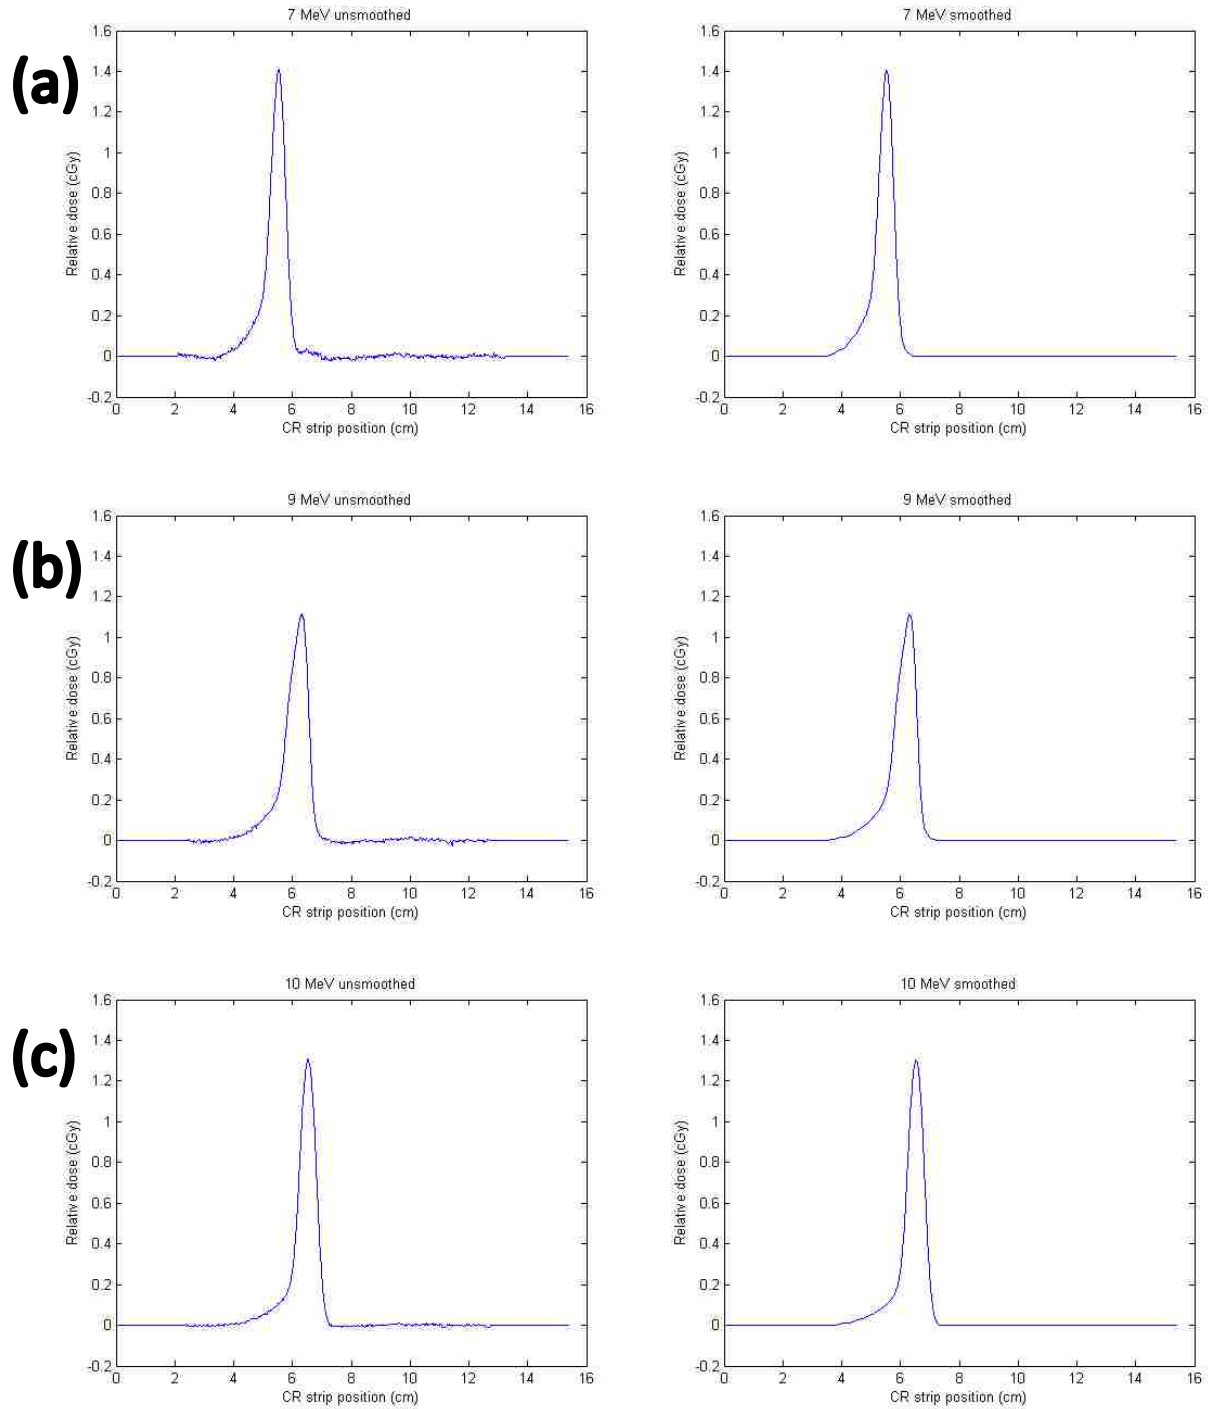 (a)
7 MeV unsmoothed
1.6
1.4
1.2
1
0.8
0.6
0.4
0.2
0
-0.2
Relative dose (cGy)
0 2 4 6 8 10 12 14 16
CR strip position (cm)
7 MeV smoothed
1.6
1.4
1.2
1
0.8
0.6
0.4
0.2
0
-0.2
Relative dose (cGy)
0 2 4 6 8 10 12 14 16
CR strip position (cm)
(b)
9 MeV unsmoothed
1.6
1.4
1.2
1
0.8
0.6
0.4
0.2
0
-0.2
Relative dose (cGy)
0 2 4 6 8 10 12 14 16
CR strip position (cm)
9 MeV smoothed
1.6
1.4
1.2
1
0.8
0.6
0.4
0.2
0
-0.2
Relative dose (cGy)
0 2 4 6 8 10 12 14 16
CR strip position (cm)
(c)
10 MeV unsmoothed
1.6
1.4
1.2
1
0.8
0.6
0.4
0.2
0
-0.2
Relative dose (cGy)
0 2 4 6 8 10 12 14 16
CR strip position (cm)
10 MeV smoothed
1.6
1.4
1.2
1
0.8
0.6
0.4
0.2
0
-0.2
Relative dose (cGy)
0 2 4 6 8 10 12 14 16
CR strip position (cm)